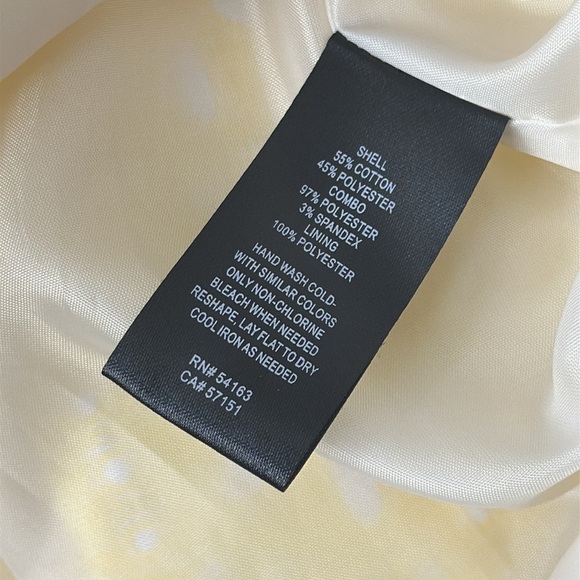 SHELL
55% COTTON
45% POLYESTER
COMBO
97% POLYESTER
3% SPANDEX
LINING
100% POLYESTER
HAND WASH COLD-
WITH SIMILAR COLORS
ONLY NON-CHLORINE
BLEACH WHEN NEEDED
RESHAPE, LAY FLAT TO DRY
COOL IRON AS NEEDED
RN# 54163
CA# 57151